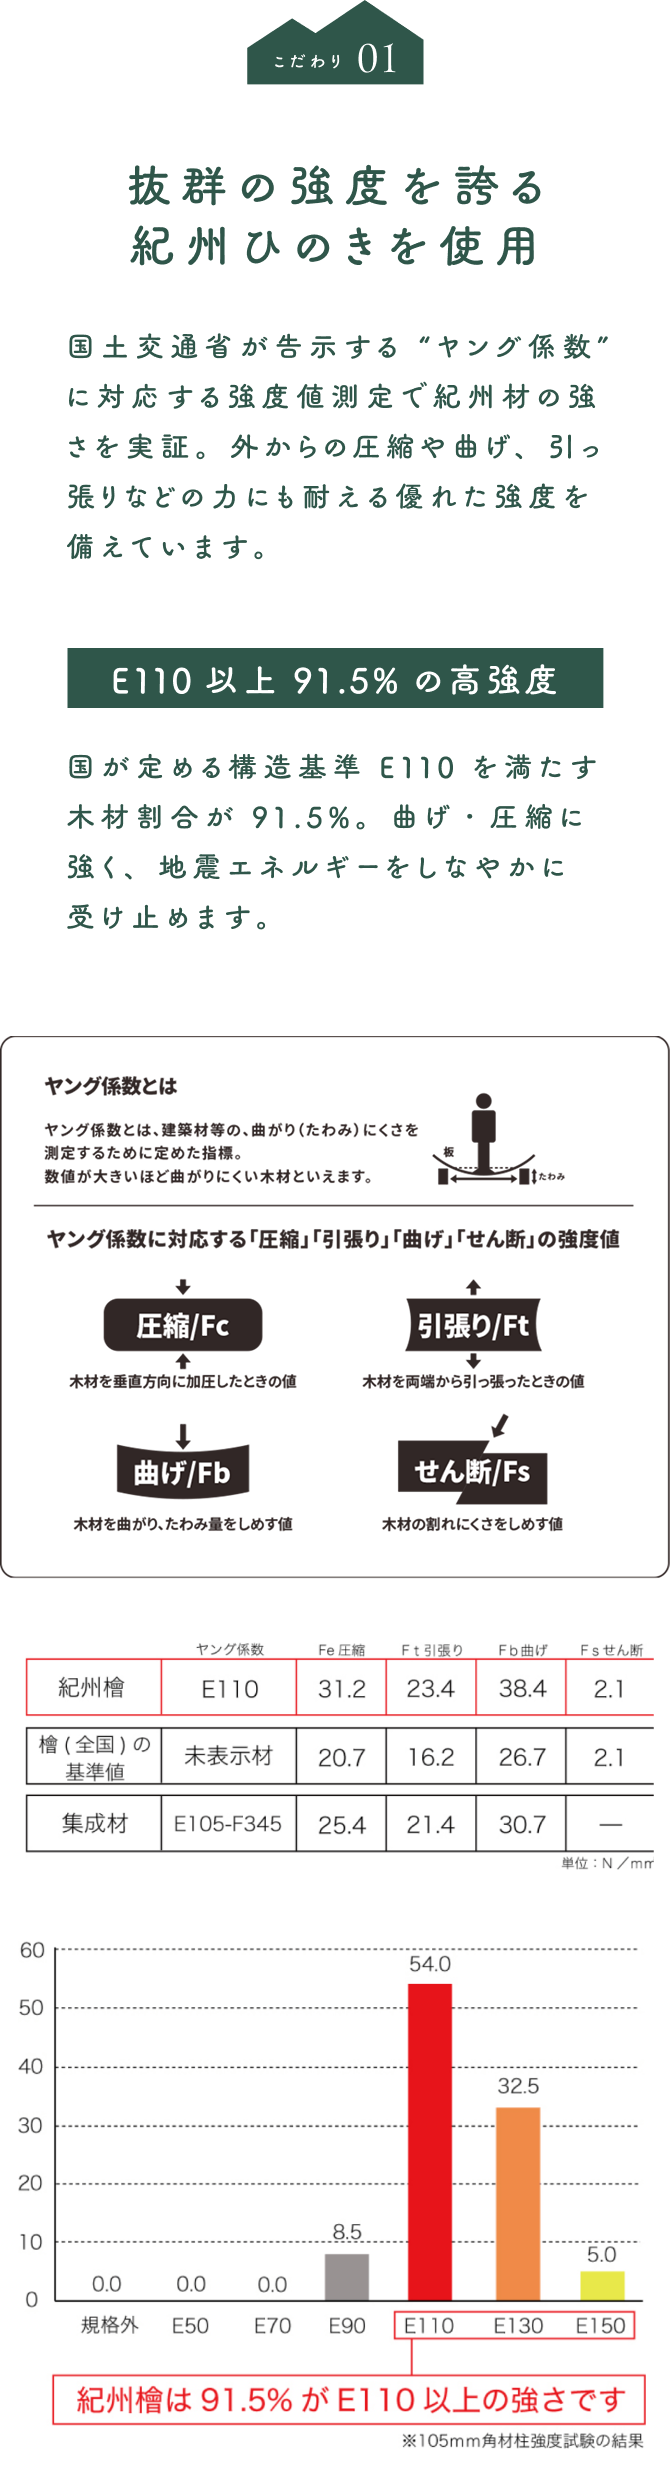 こだわり 01
抜群の強度を誇る
紀州ひのきを使用
国土交通省が告示する“ヤング係数”
に対応する強度値測定で紀州材の強
さを実証。外からの圧縮や曲げ、引っ
張りなどの力にも耐える優れた強度を
備えています。
E110 以上 91.5% の高強度
国が定める構造基準 E110 を満たす
木材割合が 91.5%。曲げ・圧縮に
強く、地震エネルギーをしなやかに
受け止めます。
ヤング係数とは
ヤング係数とは、建築材等の、曲がり(たわみ)にくさを
測定するために定めた指標。
数値が大きいほど曲がりにくい木材といえます。
板
たわみ
ヤング係数に対応する「圧縮」「引張り」「曲げ」「せん断」の強度値
圧縮/Fc
引張り/Ft
木材を垂直方向に加圧したときの値
木材を両端から引っ張ったときの値
曲げ/Fb
せん断/Fs
木材を曲がり、たわみ量をしめす値
木材の割れにくさをしめす値
ヤング係数 Fe圧縮 Ft引張り Fb曲げ Fsせん断
紀州檜 E110 31.2 23.4 38.4 2.1
檜(全国)の
基準値 未表示材 20.7 16.2 26.7 2.1
集成材 E105-F345 25.4 21.4 30.7 ―
単位：N／mm
60
54.0
50
40
32.5
30
20
10
8.5
5.0
0.0 0.0 0.0
0
規格外 E50 E70 E90 E110 E130 E150
紀州檜は 91.5% が E110 以上の強さです
※105mm角材柱強度試験の結果